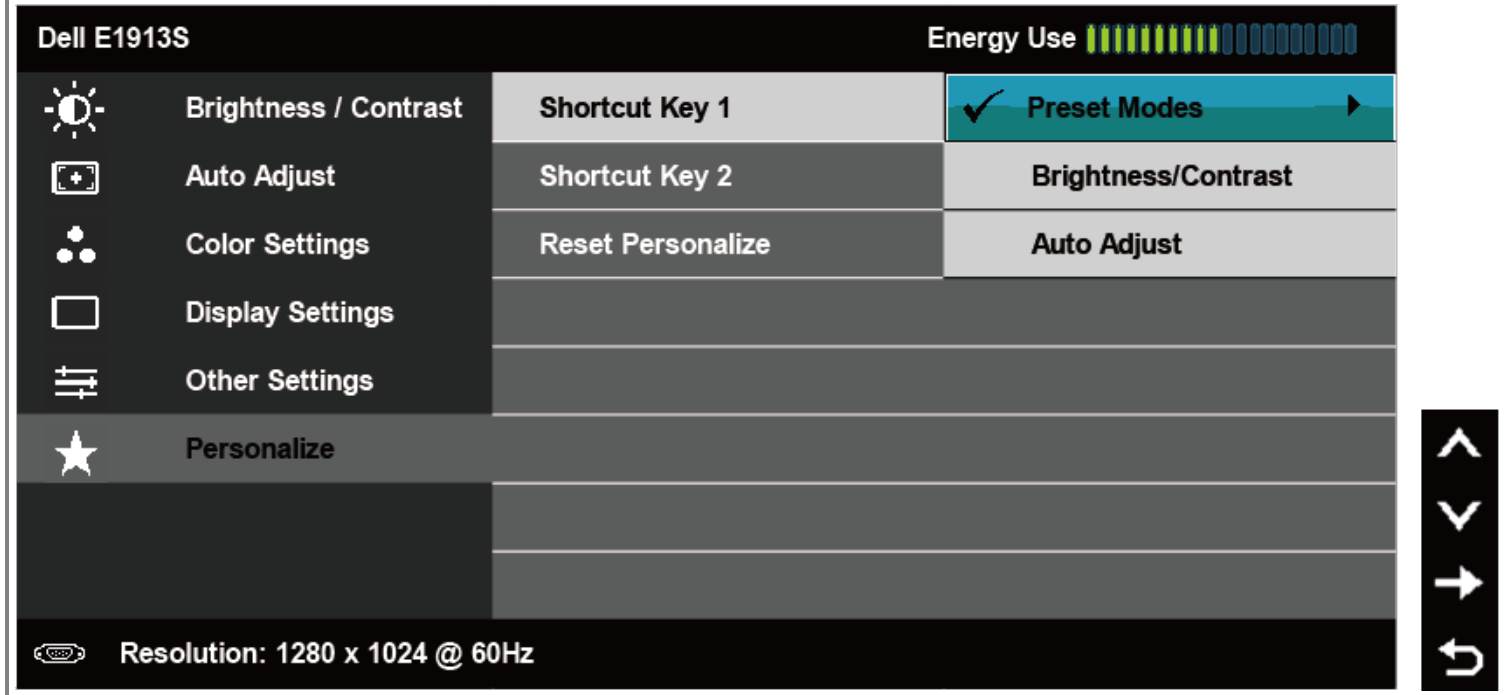 Dell E1913S Energy Use
Brightness / Contrast Shortcut Key 1 Preset Modes
Auto Adjust Shortcut Key 2 Brightness/Contrast
Color Settings Reset Personalize Auto Adjust
Display Settings
Other Settings
Personalize
Resolution: 1280 x 1024 @ 60Hz